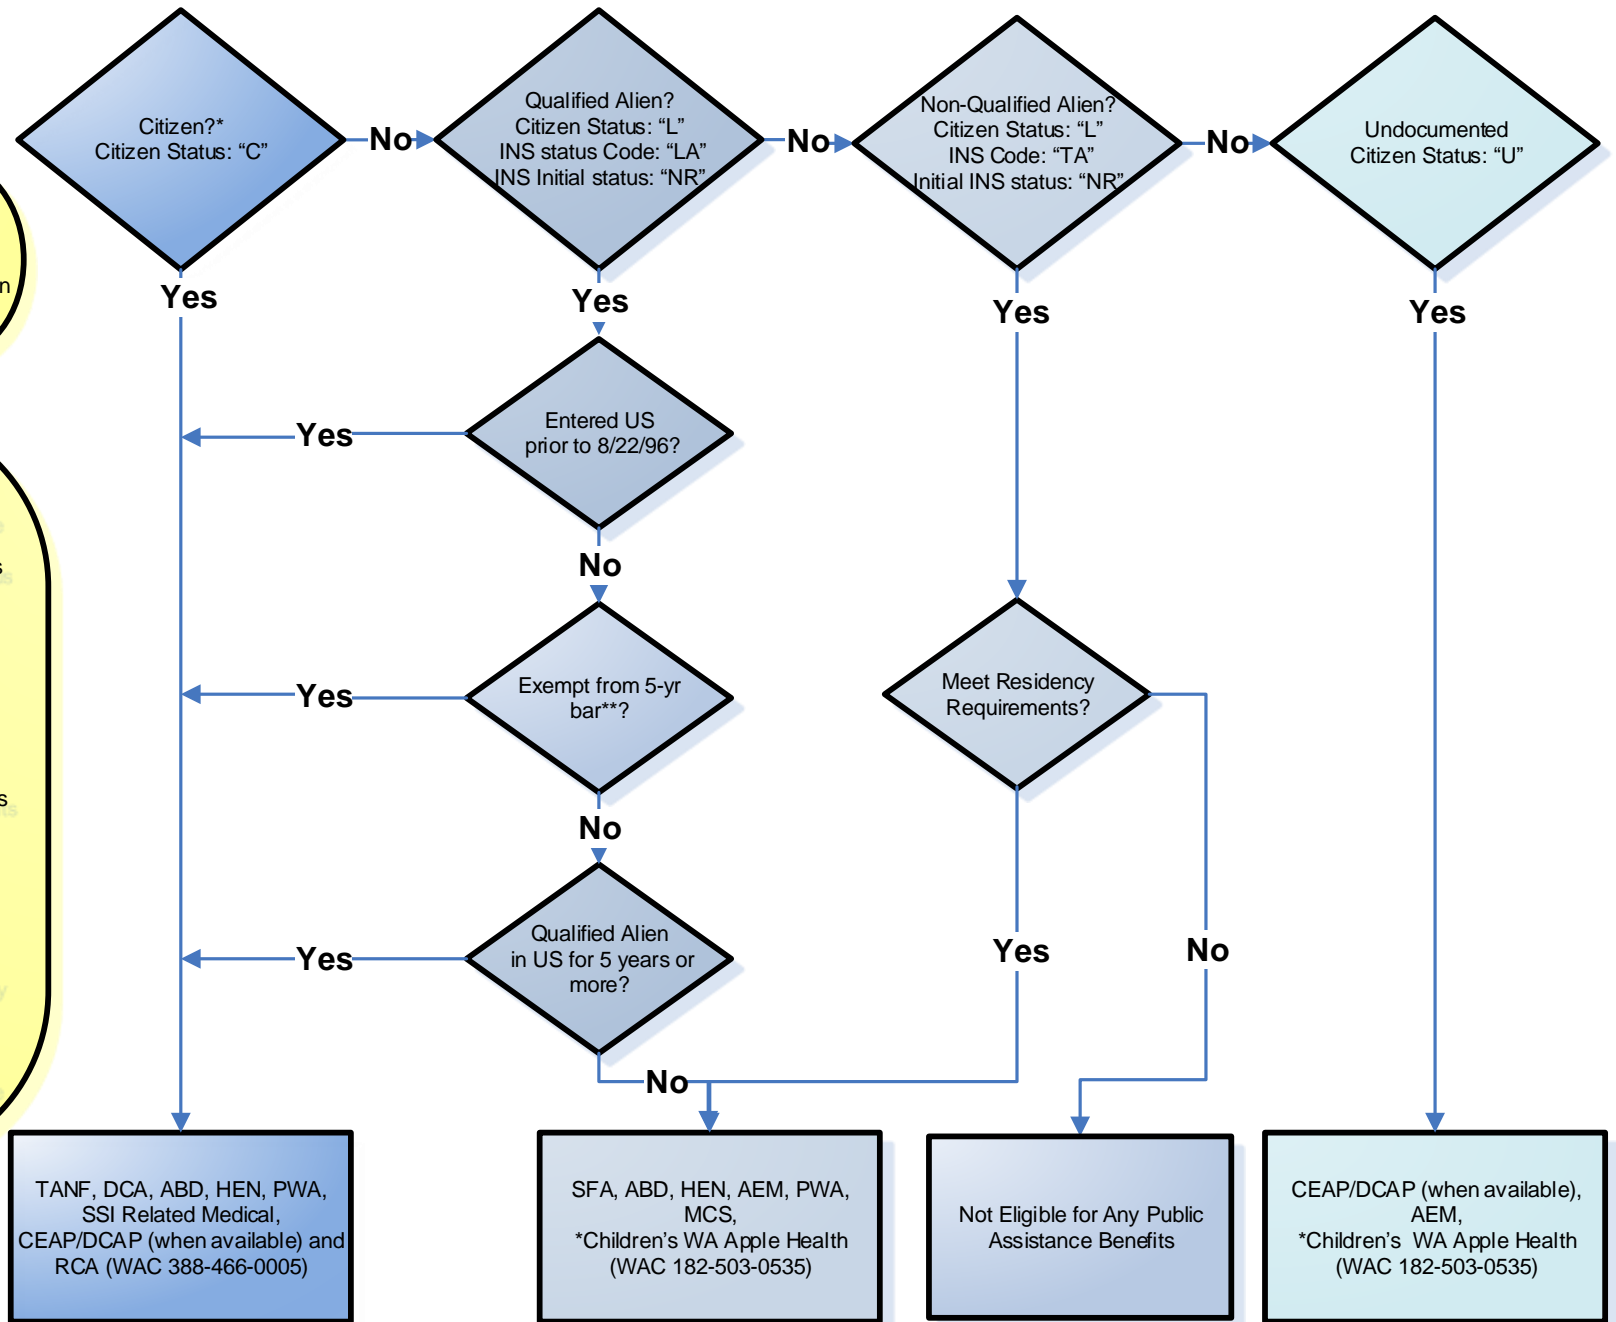 Citizen?*
Citizen Status: “C”
No
Qualified Alien?
Citizen Status: “L”
INS status Code: “LA”
INS Initial status: “NR”
No
Non-Qualified Alien?
Citizen Status: “L”
INS Code: “TA”
Initial INS status: “NR”
No
Undocumented
Citizen Status: “U”
Yes
Yes
Yes
Yes
Entered US
prior to 8/22/96?
Yes
No
Exempt from 5-yr
bar**?
Yes
No
Meet Residency
Requirements?
Qualified Alien
in US for 5 years or
more?
Yes
No
Yes
No
TANF, DCA, ABD, HEN, PWA,
SSI Related Medical,
CEAP/DCAP (when available) and
RCA (WAC 388-466-0005)
SFA, ABD, HEN, AEM, PWA,
MCS,
*Children’s WA Apple Health
(WAC 182-503-0535)
Not Eligible for Any Public
Assistance Benefits
CEAP/DCAP (when available),
AEM,
*Children’s WA Apple Health
(WAC 182-503-0535)